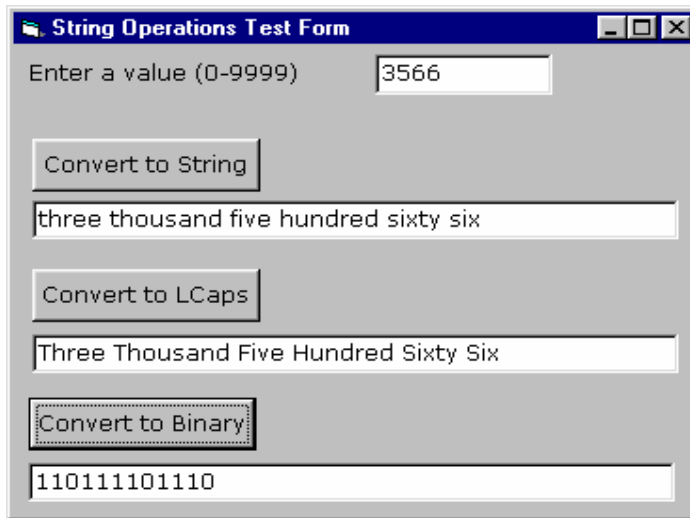 String Operations Test Form
Enter a value (0-9999) 3566
Convert to String
three thousand five hundred sixty six
Convert to LCaps
Three Thousand Five Hundred Sixty Six
Convert to Binary
110111101110